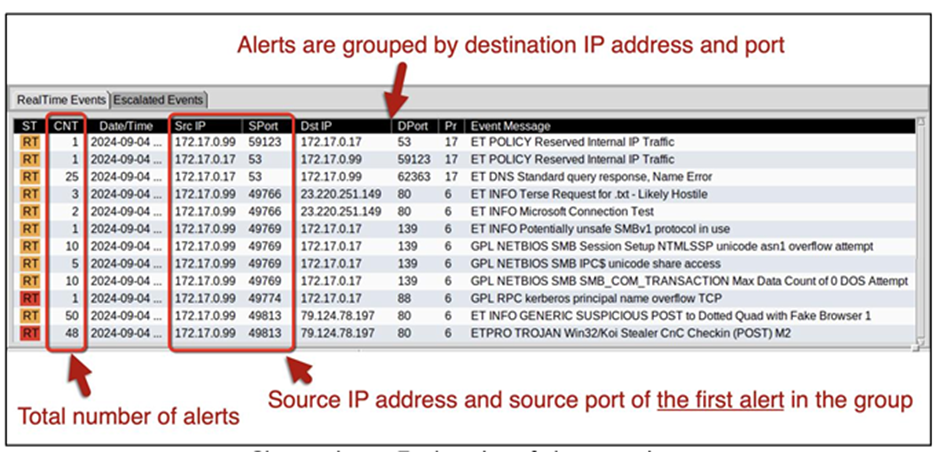 Alerts are grouped by destination IP address and port
RealTime Events Escalated Events
ST CNT Date/Time Src IP SPort Dst IP DPort Pr Event Message
RT 1 2024-09-04 ... 172.17.0.99 59123 172.17.0.17 53 17 ET POLICY Reserved Internal IP Traffic
RT 1 2024-09-04 ... 172.17.0.17 53 172.17.0.99 59123 17 ET POLICY Reserved Internal IP Traffic
RT 25 2024-09-04 ... 172.17.0.17 53 172.17.0.99 62363 17 ET DNS Standard query response, Name Error
RT 3 2024-09-04 ... 172.17.0.99 49766 23.220.251.149 80 6 ET INFO Terse Request for .txt - Likely Hostile
RT 2 2024-09-04 ... 172.17.0.99 49766 23.220.251.149 80 6 ET INFO Microsoft Connection Test
RT 1 2024-09-04 ... 172.17.0.99 49769 172.17.0.17 139 6 ET INFO Potentially unsafe SMBv1 protocol in use
RT 10 2024-09-04 ... 172.17.0.99 49769 172.17.0.17 139 6 GPL NETBIOS SMB Session Setup NTMLSSP unicode asn1 overflow attempt
RT 5 2024-09-04 ... 172.17.0.99 49769 172.17.0.17 139 6 GPL NETBIOS SMB IPC$ unicode share access
RT 10 2024-09-04 ... 172.17.0.99 49769 172.17.0.17 139 6 GPL NETBIOS SMB SMB_COM_TRANSACTION Max Data Count of 0 DOS Attempt
RT 1 2024-09-04 ... 172.17.0.99 49774 172.17.0.17 88 6 GPL RPC kerberos principal name overflow TCP
RT 50 2024-09-04 ... 172.17.0.99 49813 79.124.78.197 80 6 ET INFO GENERIC SUSPICIOUS POST to Dotted Quad with Fake Browser 1
RT 48 2024-09-04 ... 172.17.0.99 49813 79.124.78.197 80 6 ETPRO TROJAN Win32/Koi Stealer CnC Checkin (POST) M2
Source IP address and source port of the first alert in the group
Total number of alerts